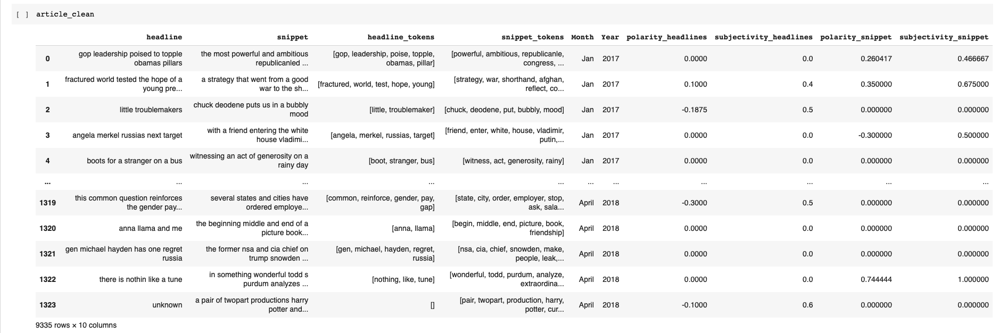 [ ] article_clean
headline snippet headline_tokens snippet_tokens Month Year polarity_headlines subjectivity_headlines polarity_snippet subjectivity_snippet
0 gop leadership poised to topple obamas pillars the most powerful and ambitious republicanled ... [gop, leadership, poise, topple, obamas, pillar] [powerful, ambitious, republicanle, congress, ... Jan 2017 0.0000 0.0 0.260417 0.466667
1 fractured world tested the hope of a young pre... a strategy that went from a good war to the sh... [fractured, world, test, hope, young] [strategy, war, shorthand, afghan, reflect, co... Jan 2017 0.1000 0.4 0.350000 0.675000
2 little troublemakers chuck deodene puts us in a bubbly mood [little, troublemaker] [chuck, deodene, put, bubbly, mood] Jan 2017 -0.1875 0.5 0.000000 0.000000
3 angela merkel russias next target with a friend entering the white house vladimi... [angela, merkel, russias, target] [friend, enter, white, house, vladimir, putin,... Jan 2017 0.0000 0.0 -0.300000 0.500000
4 boots for a stranger on a bus witnessing an act of generosity on a rainy day [boot, stranger, bus] [witness, act, generosity, rainy] Jan 2017 0.0000 0.0 0.000000 0.000000
... ... ... ... ... ... ... ... ... ... ...
1319 this common question reinforces the gender pay... several states and cities have ordered employe... [common, reinforce, gender, pay, gap] [state, city, order, employer, stop, ask, sala... April 2018 -0.3000 0.5 0.000000 0.000000
1320 anna llama and me the beginning middle and end of a picture book... [anna, llama] [begin, middle, end, picture, book, friendship] April 2018 0.0000 0.0 0.000000 0.000000
1321 gen michael hayden has one regret russia the former nsa and cia chief on trump snowden ... [gen, michael, hayden, regret, russia] [nsa, cia, chief, snowden, make, people, leak,... April 2018 0.0000 0.0 0.000000 0.000000
1322 there is nothin like a tune in something wonderful todd s purdum analyzes ... [nothing, like, tune] [wonderful, todd, purdum, analyze, extraordina... April 2018 0.0000 0.0 0.744444 1.000000
1323 unknown a pair of twopart productions harry potter and... [] [pair, twopart, production, harry, potter, cur... April 2018 -0.1000 0.6 0.000000 0.000000
9335 rows × 10 columns